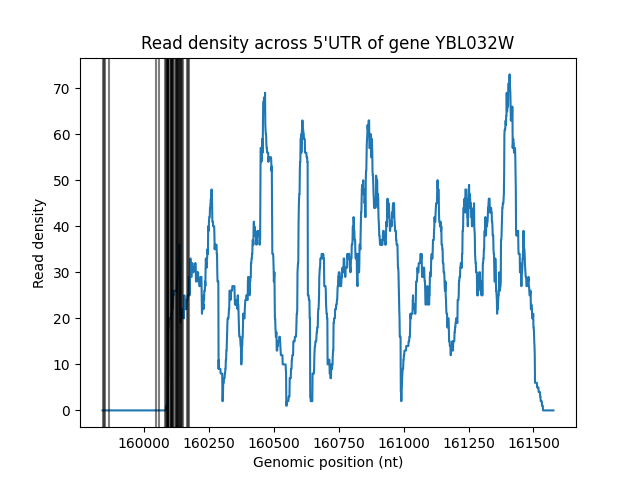 Read density across 5'UTR of gene YBL032W
Read density
70
60
50
40
30
20
10
0
160000 160250 160500 160750 161000 161250 161500
Genomic position (nt)